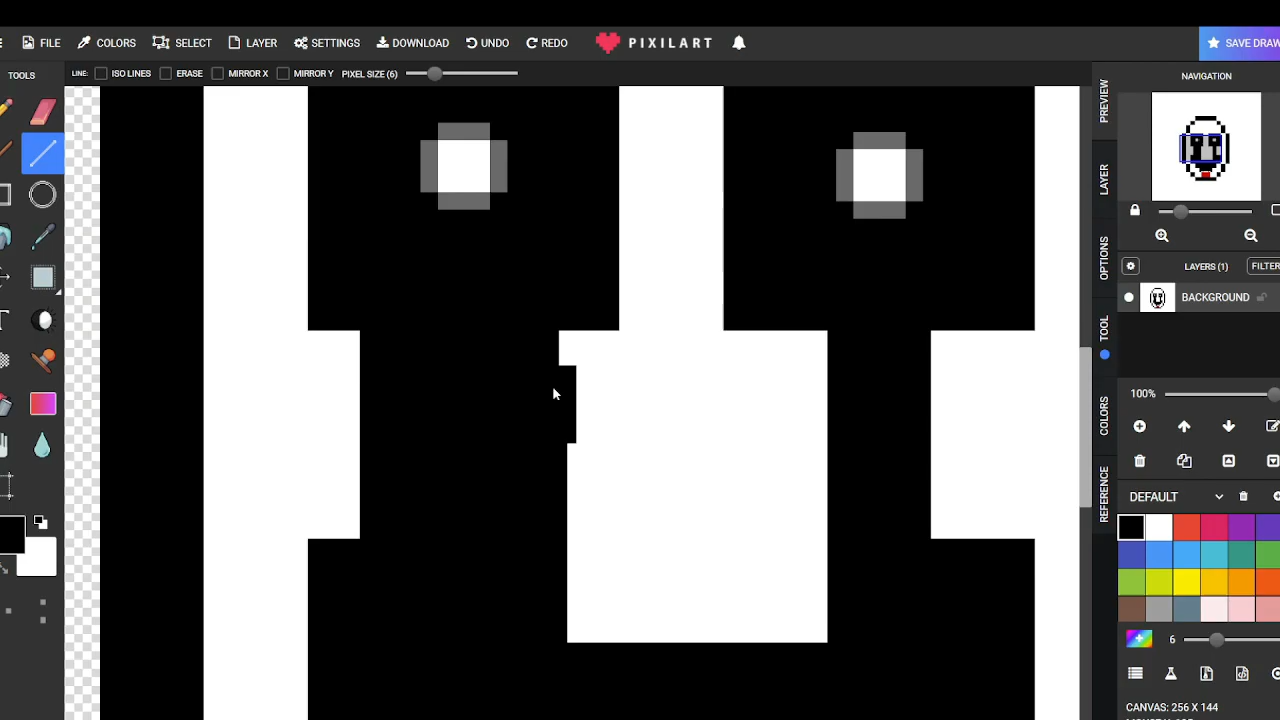 FILE COLORS SELECT LAYER SETTINGS DOWNLOAD UNDO REDO PIXILART SAVE DRAW
TOOLS LINE: ISO LINES ERASE MIRROR X MIRROR Y PIXEL SIZE (6)
NAVIGATION
PREVIEW
LAYER
OPTIONS
TOOL
COLORS
REFERENCE
LAYERS (1) FILTER
BACKGROUND
100%
DEFAULT
6
CANVAS: 256 X 144